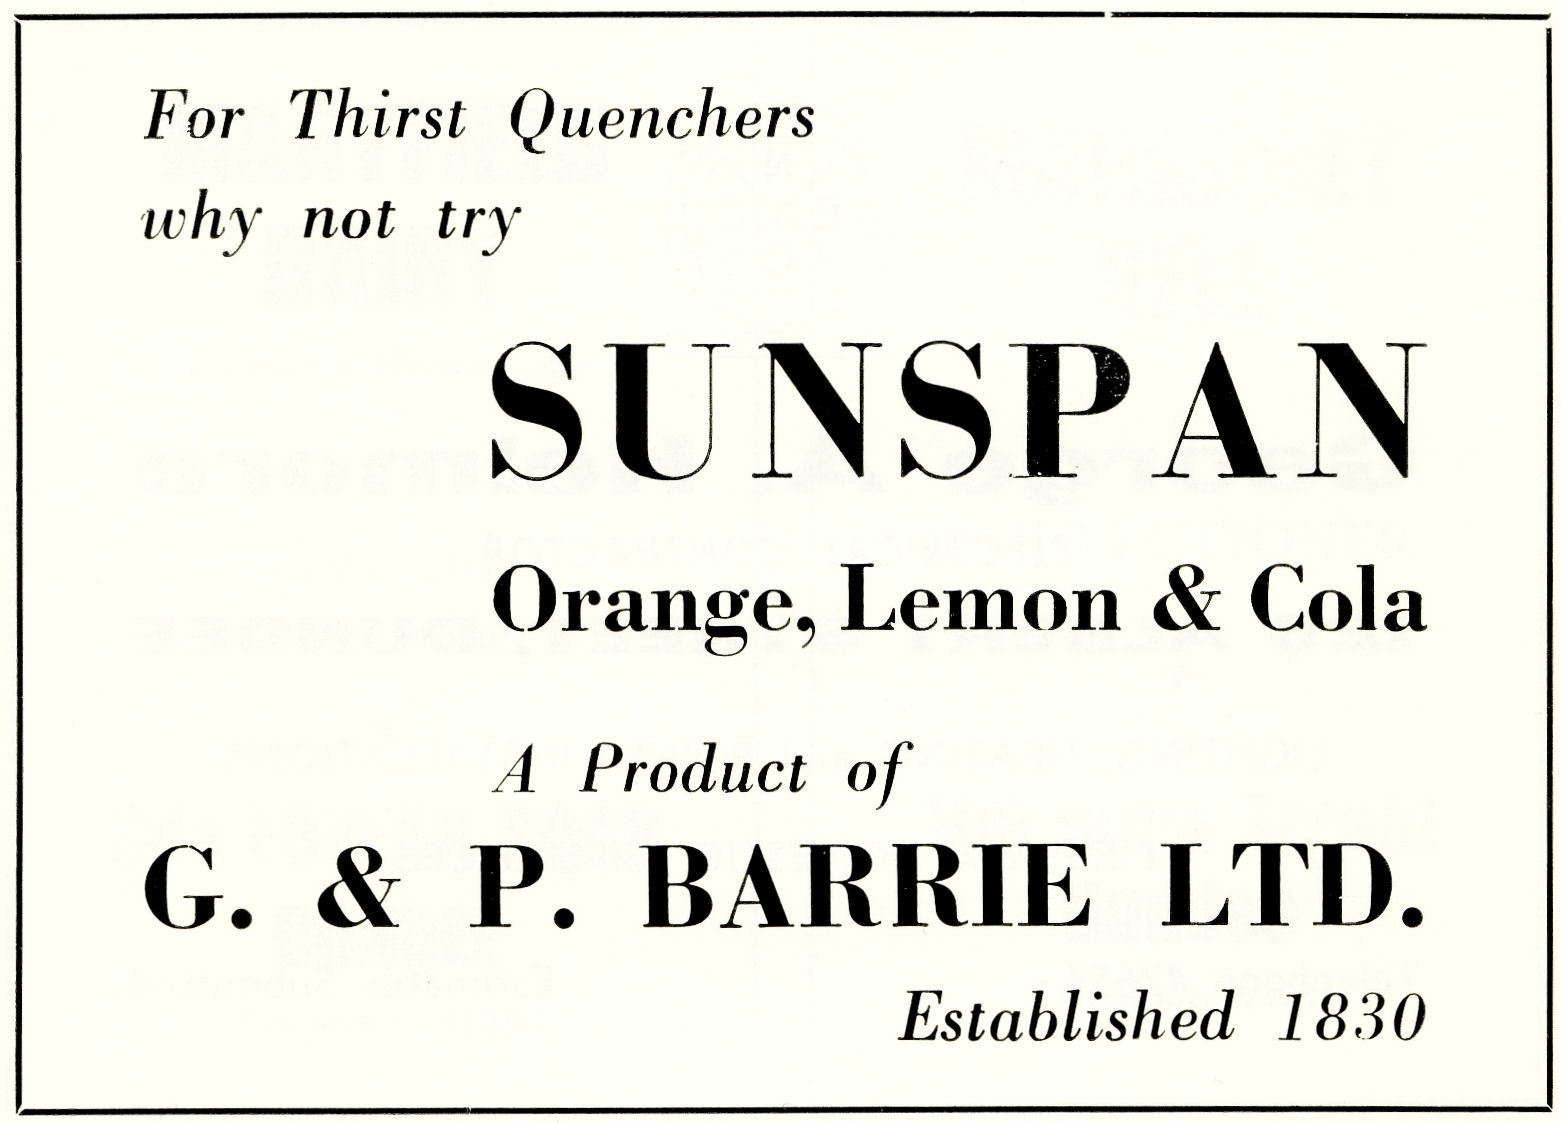 For Thirst Quenchers
why not try
SUNSPAN
Orange, Lemon & Cola
A Product of
G. & P. BARRIE LTD.
Established 1830